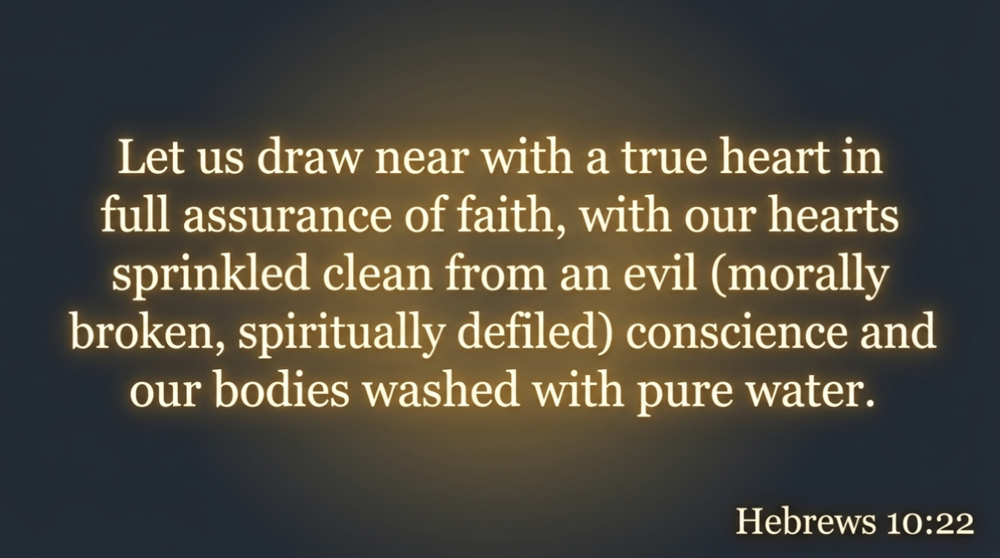 Let us draw near with a true heart in
full assurance of faith, with our hearts
sprinkled clean from an evil (morally
broken, spiritually defiled) conscience and
our bodies washed with pure water.
Hebrews 10:22